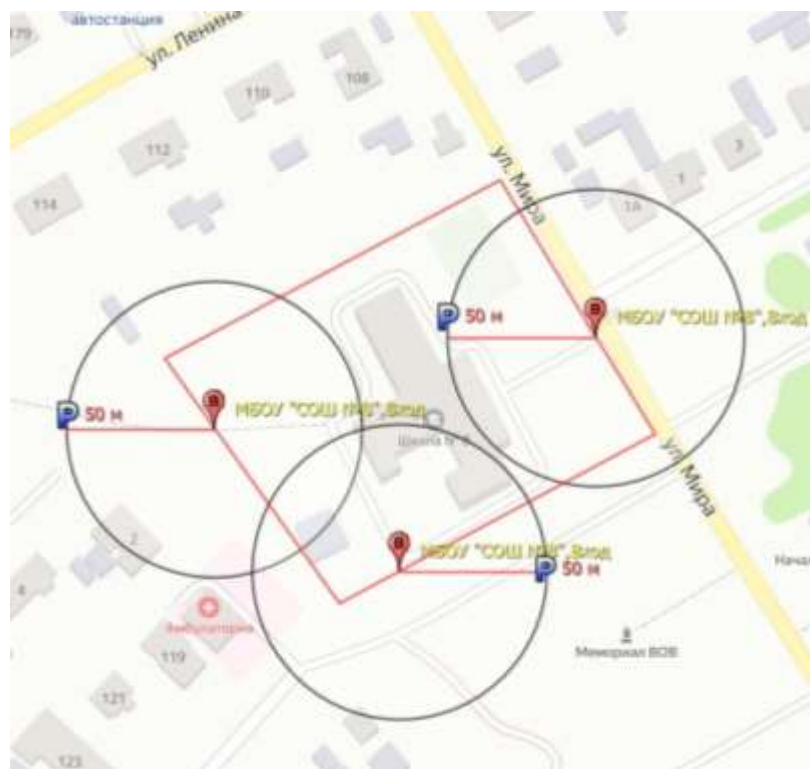 автостанция
ул. Ленина
179
108
110
112
114
ул. Мира
3
1
1А
50 м
МБОУ "СОШ №8",Вход
50 м
МБОУ "СОШ №8",Вход
Школа №
ул. Мира
МБОУ "СОШ №8",Вход
50 м
2
4
Амбулатория
119
121
123
Мемориал ВОВ
Нача